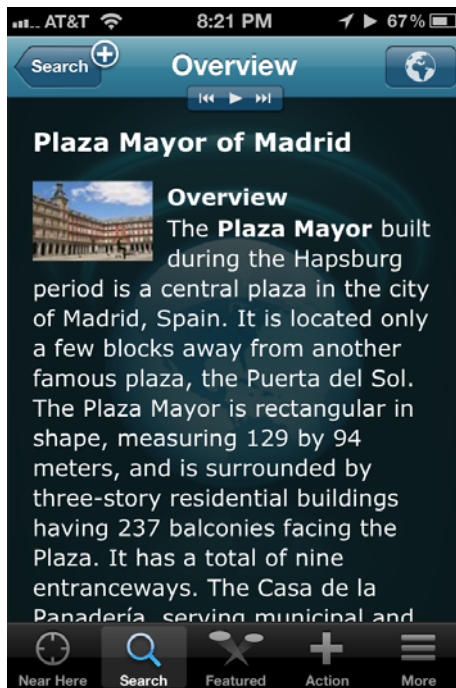 AT&T 8:21 PM 67%
Search Overview
Plaza Mayor of Madrid
Overview
The Plaza Mayor built
during the Hapsburg
period is a central plaza in the city
of Madrid, Spain. It is located only
a few blocks away from another
famous plaza, the Puerta del Sol.
The Plaza Mayor is rectangular in
shape, measuring 129 by 94
meters, and is surrounded by
three-story residential buildings
having 237 balconies facing the
Plaza. It has a total of nine
entranceways. The Casa de la
Panadería, serving municipal and
Near Here Search Featured Action More